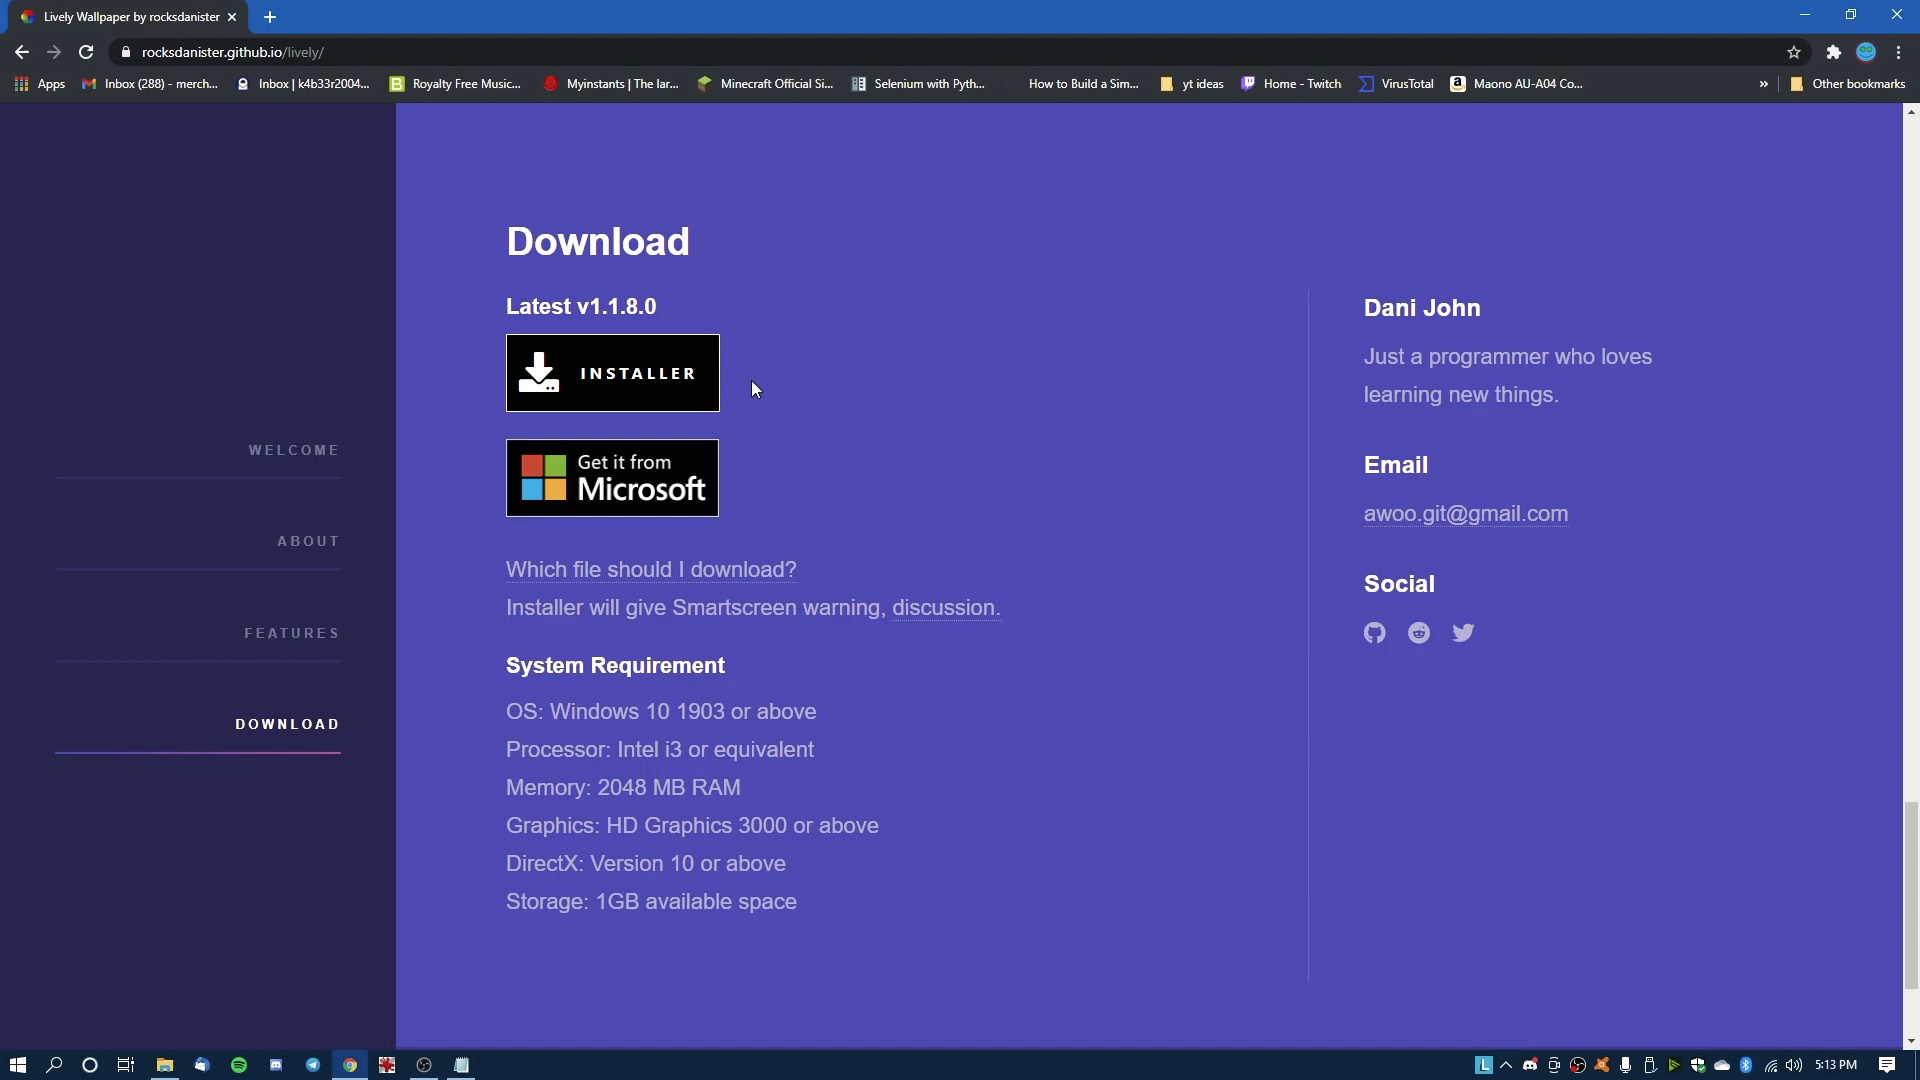 Lively Wallpaper by rocksdanister
rocksdanister.github.io/lively/
Apps
Inbox (288) - merch...
Inbox | k4b33r2004...
Royalty Free Music...
Myinstants | The lar...
Minecraft Official Si...
Selenium with Pyth...
How to Build a Sim...
yt ideas
Home - Twitch
VirusTotal
Maono AU-A04 Co...
»
Other bookmarks
WELCOME
ABOUT
FEATURES
DOWNLOAD
Download
Latest v1.1.8.0
INSTALLER
Get it from
Microsoft
Which file should I download?
Installer will give Smartscreen warning, discussion.
System Requirement
OS: Windows 10 1903 or above
Processor: Intel i3 or equivalent
Memory: 2048 MB RAM
Graphics: HD Graphics 3000 or above
DirectX: Version 10 or above
Storage: 1GB available space
Dani John
Just a programmer who loves
learning new things.
Email
awoo.git@gmail.com
Social
L
5:13 PM